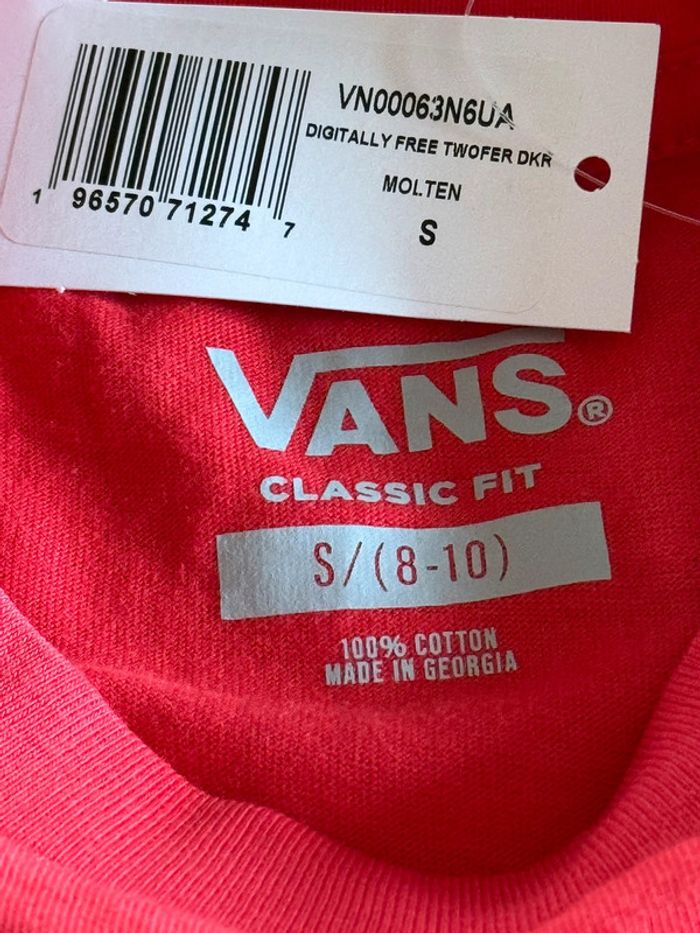 VN00063N6UA
DIGITALLY FREE TWOFER DKR
MOLTEN
S
1 96570 71274 7
VANS®
CLASSIC FIT
S/(8-10)
100% COTTON
MADE IN GEORGIA